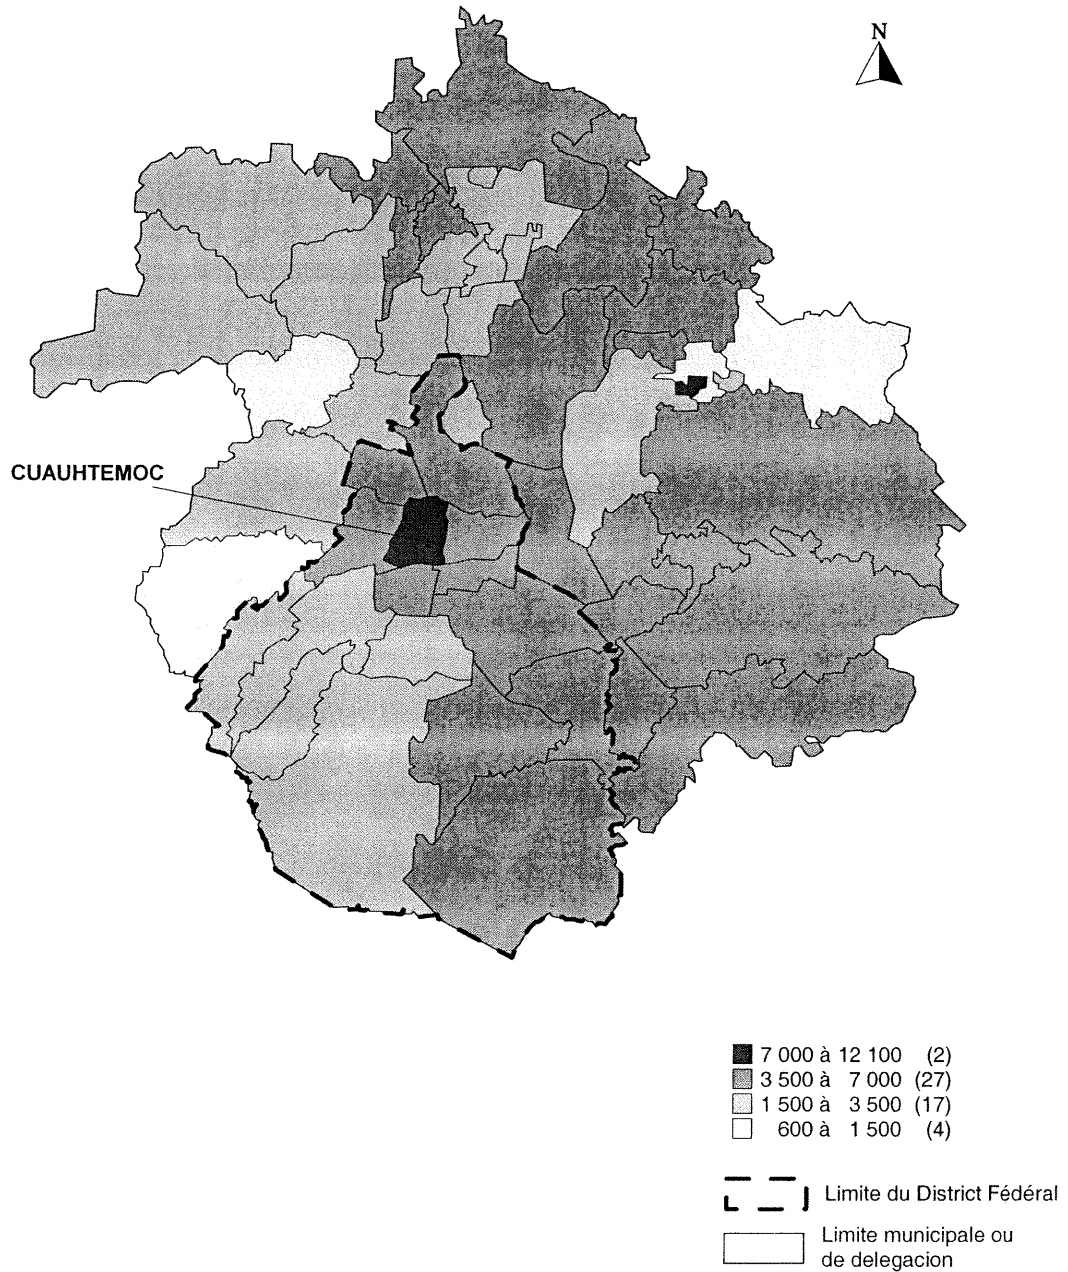 N
CUAUHTEMOC
7 000 à 12 100 (2)
3 500 à 7 000 (27)
1 500 à 3 500 (17)
600 à 1 500 (4)
Limite du District Fédéral
Limite municipale ou
de delegacion